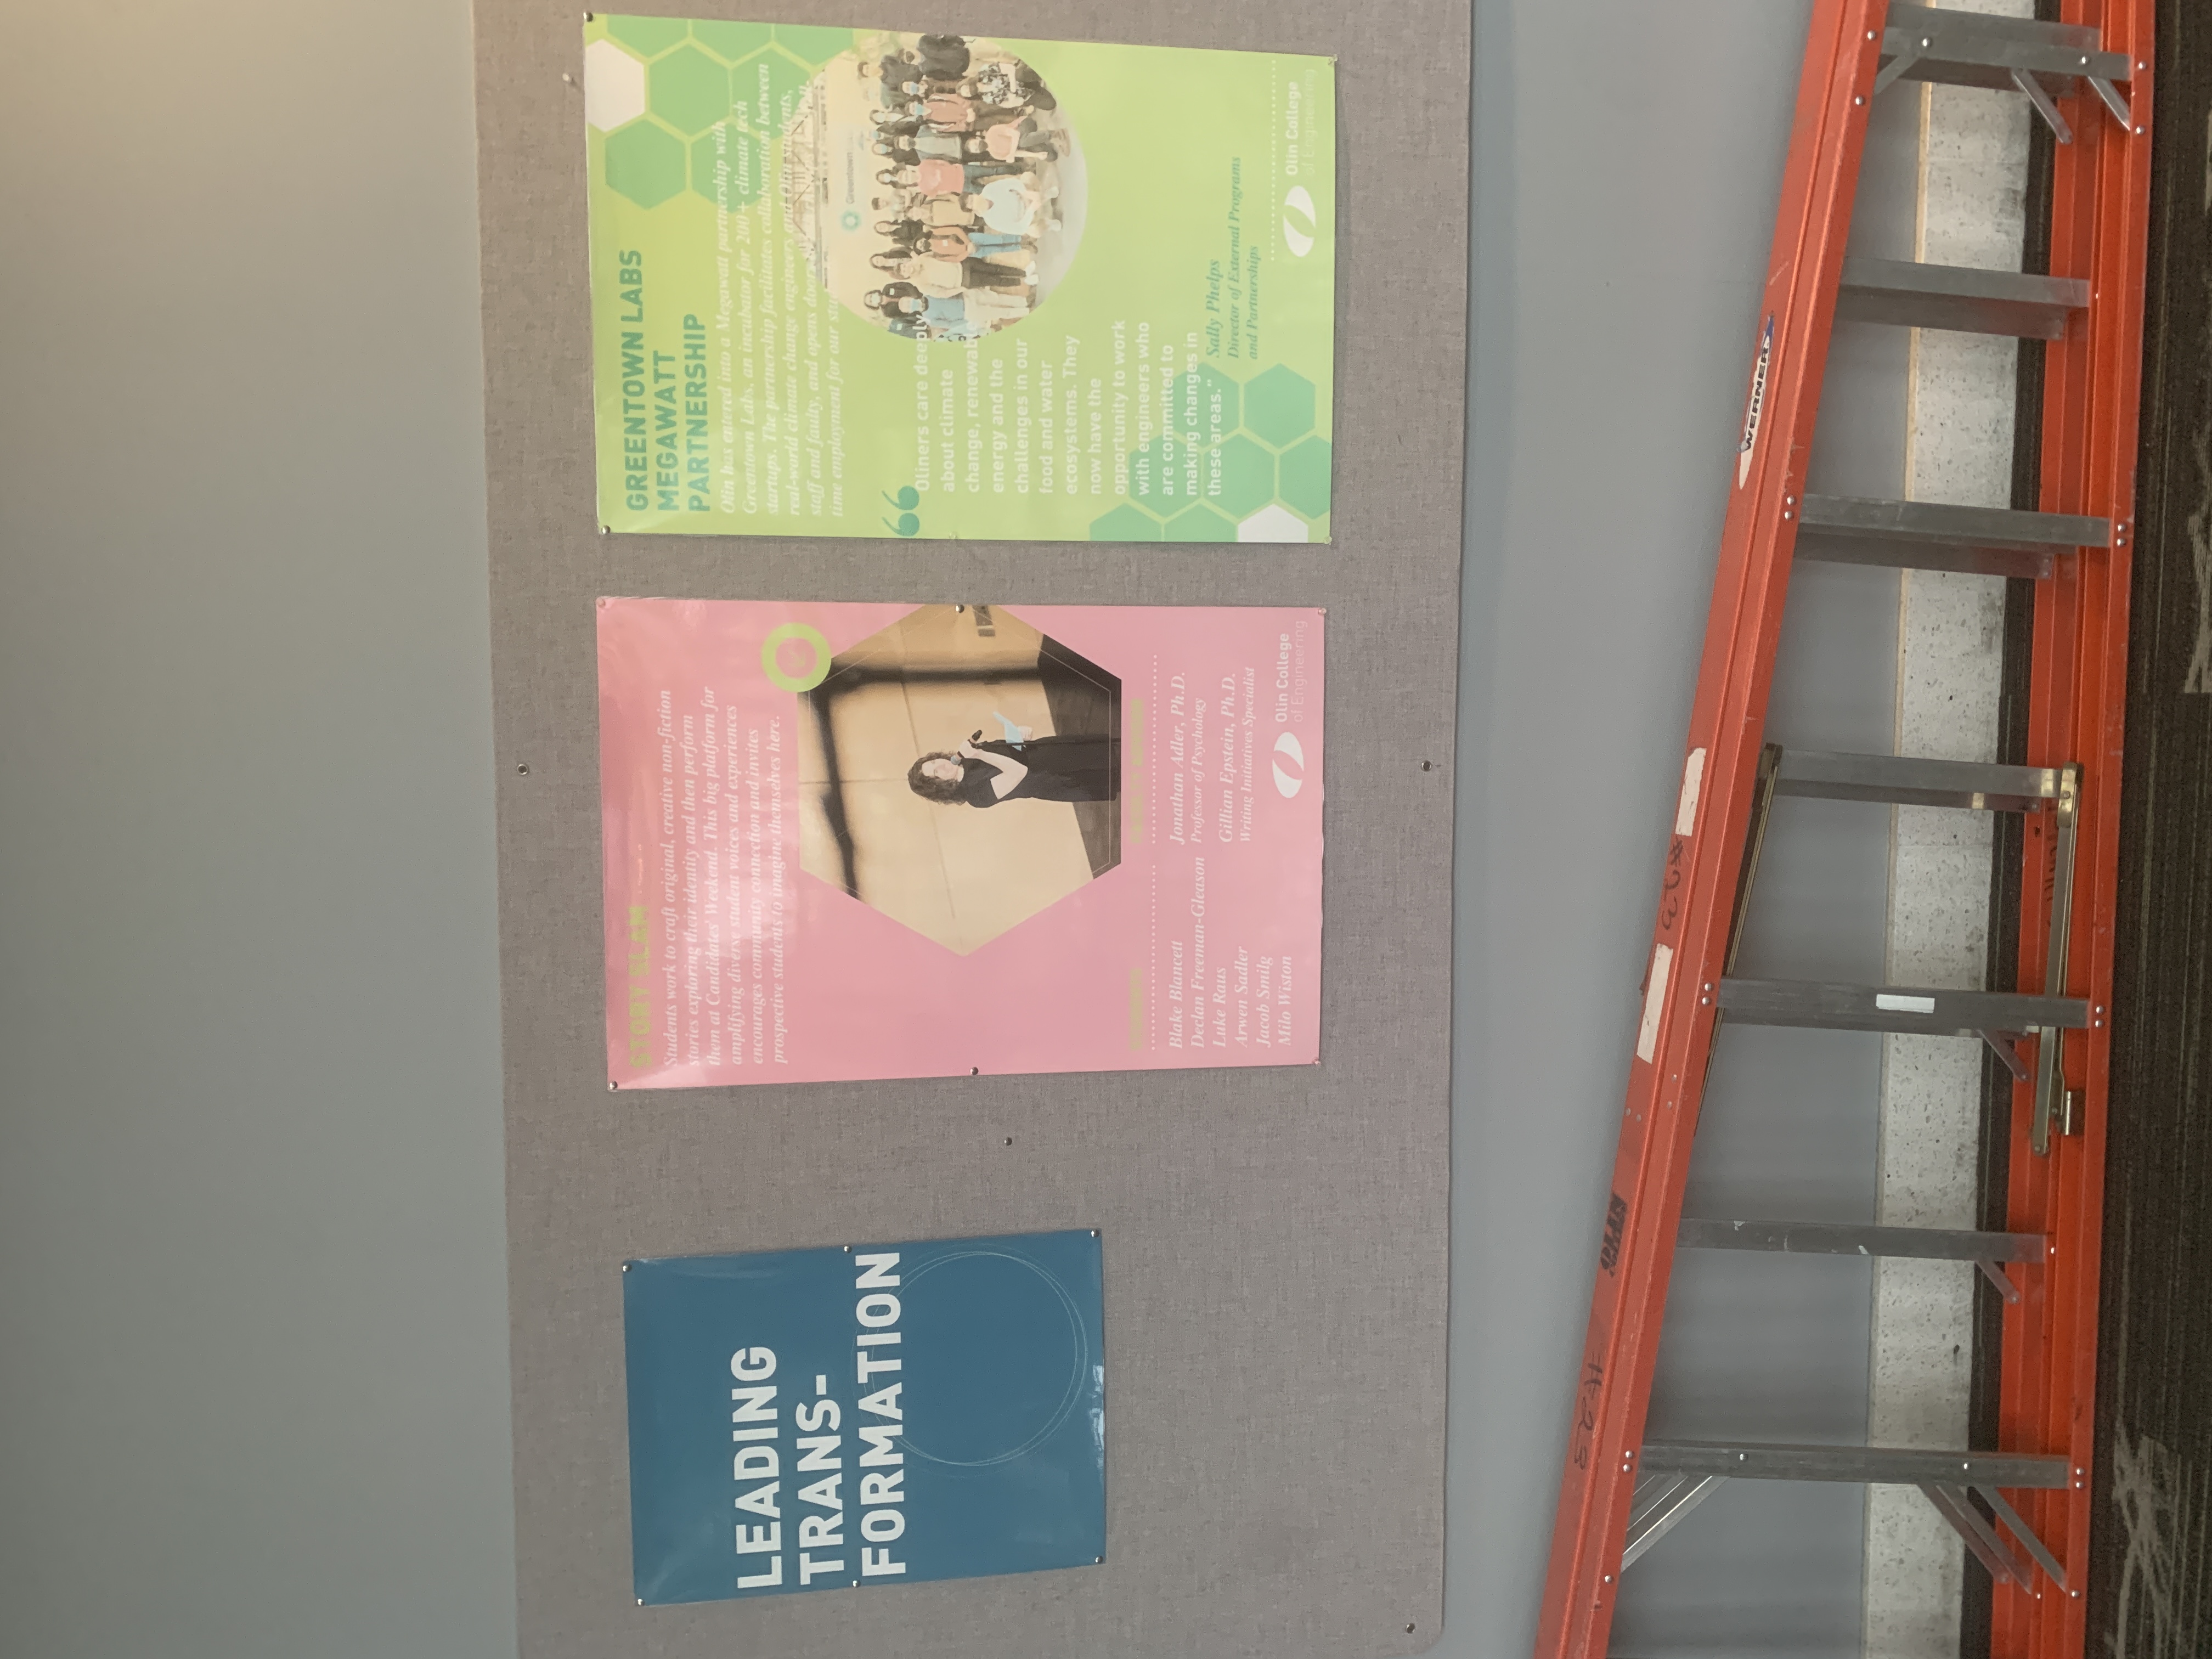 LEADING
TRANS-
FORMATION
STORY SLAM
Students work to craft original, creative non-fiction
stories exploring their identity and then perform
them at Candidates' Weekend. This big platform for
amplifying diverse student voices and experiences
encourages community connection and invites
prospective students to imagine themselves here.
Blake Blancett
Declan Freeman-Gleason
Luke Raus
Arwen Sadler
Jacob Smilg
Milo Wiston
Jonathan Adler, Ph.D.
Professor of Psychology
Gillian Epstein, Ph.D.
Writing Initiatives Specialist
Olin College
of Engineering
GREENTOWN LABS
MEGAWATT
PARTNERSHIP
Olin has entered into a Megawatt partnership with
Greentown Labs, an incubator for 200+ climate tech
startups. The partnership facilitates collaboration between
real-world climate change engineers and Olin students,
staff and faulty, and opens doors
time employment for our
Greentown
“
Oliners care deeply
about climate
change, renewable
energy and the
challenges in our
food and water
ecosystems. They
now have the
opportunity to work
with engineers who
are committed to
making changes in
these areas.”
Sally Phelps
Director of External Programs
and Partnerships
Olin College
of Engineering
#23
OLIN
#23
WERNER